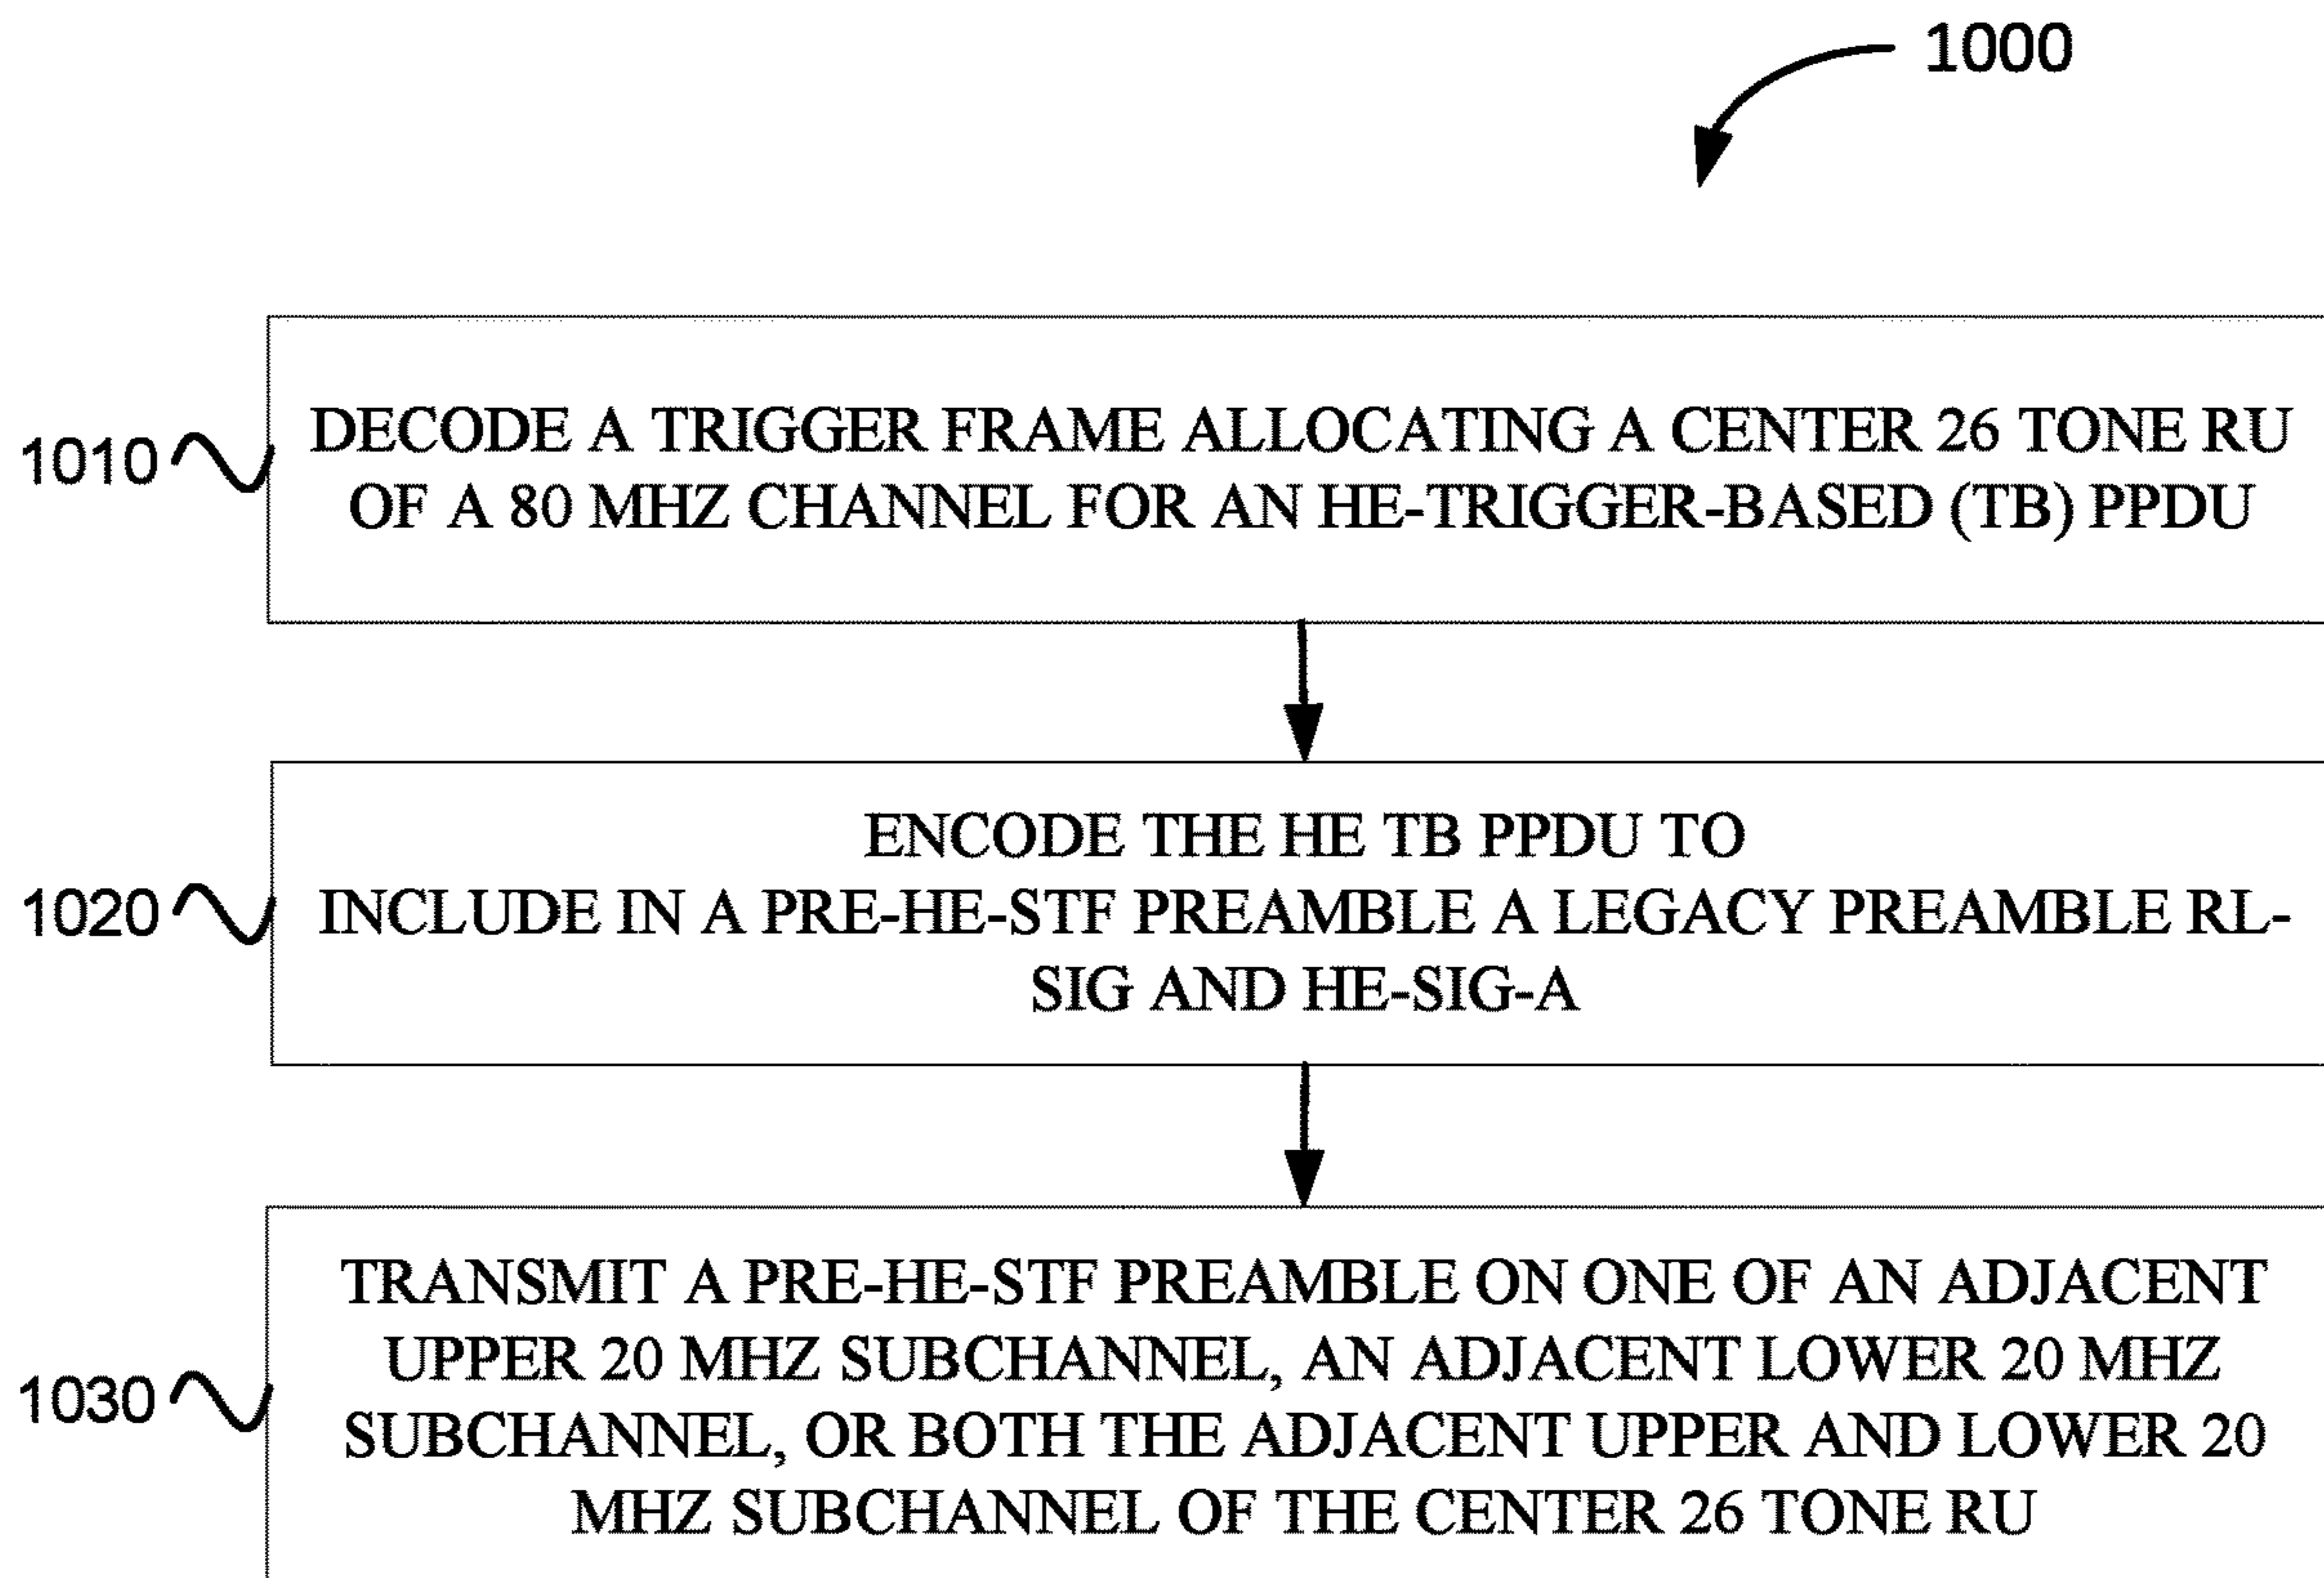 1000
1010
DECODE A TRIGGER FRAME ALLOCATING A CENTER 26 TONE RU
OF A 80 MHZ CHANNEL FOR AN HE-TRIGGER-BASED (TB) PPDU
1020
ENCODE THE HE TB PPDU TO
INCLUDE IN A PRE-HE-STF PREAMBLE A LEGACY PREAMBLE RL-
SIG AND HE-SIG-A
1030
TRANSMIT A PRE-HE-STF PREAMBLE ON ONE OF AN ADJACENT
UPPER 20 MHZ SUBCHANNEL, AN ADJACENT LOWER 20 MHZ
SUBCHANNEL, OR BOTH THE ADJACENT UPPER AND LOWER 20
MHZ SUBCHANNEL OF THE CENTER 26 TONE RU